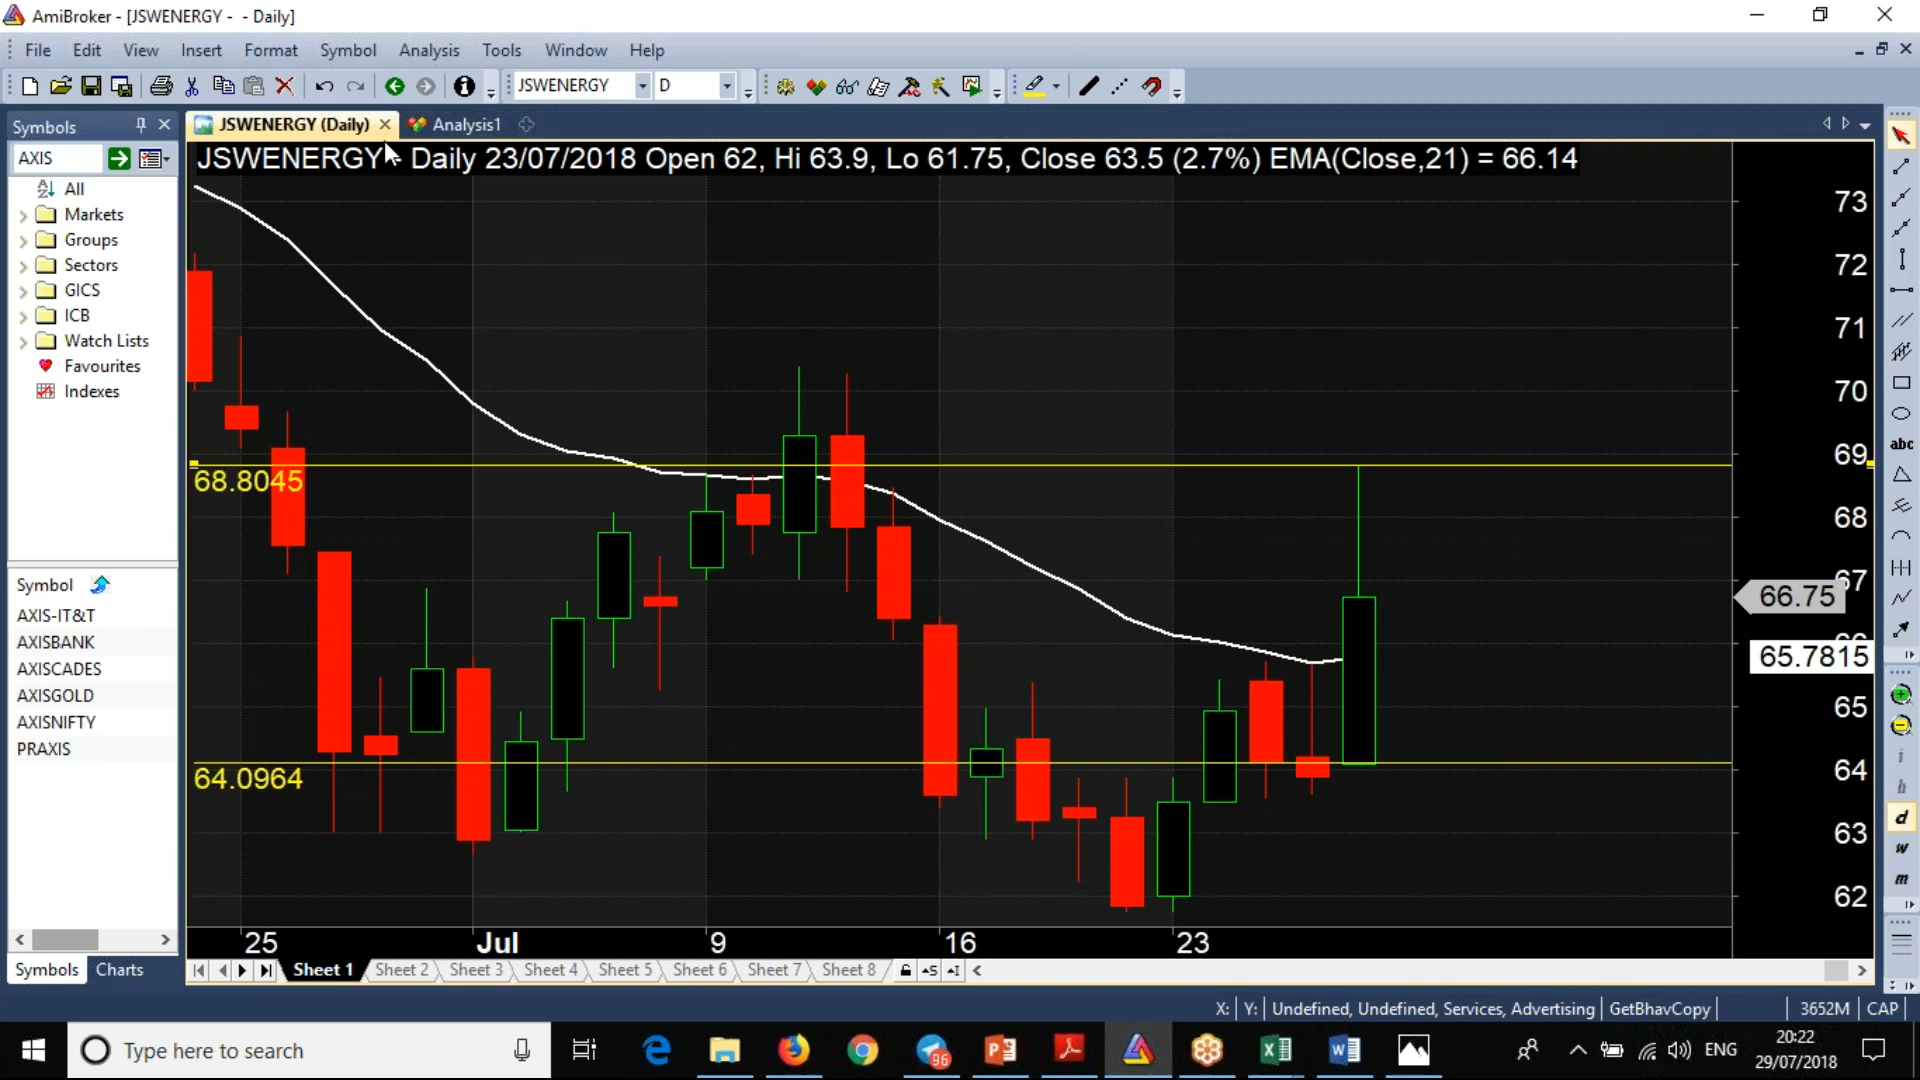 AmiBroker - [JSWENERGY - - Daily]
File Edit View Insert Format Symbol Analysis Tools Window Help
JSWENERGY D
Symbols
JSWENERGY (Daily) Analysis1
AXIS
JSWENERGY - Daily 23/07/2018 Open 62, Hi 63.9, Lo 61.75, Close 63.5 (2.7%) EMA(Close,21) = 66.14
All
Markets
Groups
Sectors
GICS
ICB
Watch Lists
Favourites
Indexes
Symbol
AXIS-IT&T
AXISBANK
AXISCADES
AXISGOLD
AXISNIFTY
PRAXIS
Symbols Charts
73
72
71
70
69
68
67
66
65
64
63
62
68.8045
64.0964
66.75
65.7815
25 Jul 9 16 23
Sheet 1 Sheet 2 Sheet 3 Sheet 4 Sheet 5 Sheet 6 Sheet 7 Sheet 8
abc
i
h
d
w
m
X: Y: Undefined, Undefined, Services, Advertising GetBhavCopy 3652M CAP
Type here to search
96
ENG
20:22
29/07/2018